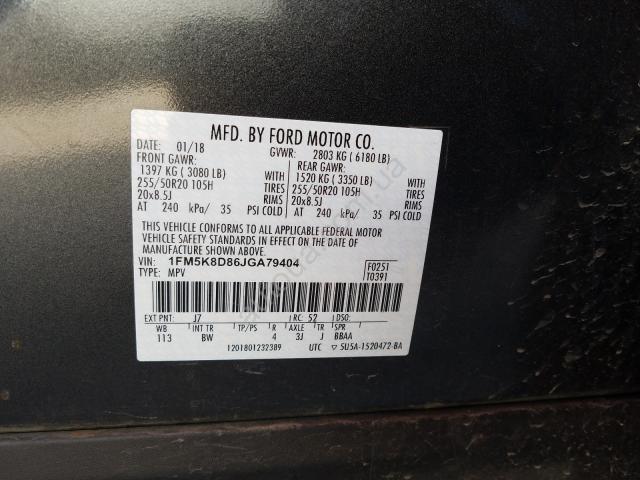 MFD. BY FORD MOTOR CO.
DATE: 01/18 GVWR: 2803 KG ( 6180 LB)
FRONT GAWR: REAR GAWR:
1397 KG ( 3080 LB) WITH 1520 KG ( 3350 LB) WITH
255/50R20 105H TIRES 255/50R20 105H TIRES
20x8.5J RIMS 20x8.5J RIMS
AT 240 kPa/ 35 PSI COLD AT 240 kPa/ 35 PSI COLD
THIS VEHICLE CONFORMS TO ALL APPLICABLE FEDERAL MOTOR
VEHICLE SAFETY STANDARDS IN EFFECT ON THE DATE OF
MANUFACTURE SHOWN ABOVE.
VIN: 1FM5K8D86JGA79404 F0251
TYPE: MPV T0391
EXT PNT: J7 RC: 52 DSO:
WB INT TR TP/PS R AXLE TR SPR
113 BW 4 3J J BBAA
1201801232389 UTC ▽ 5U5A-1520472-BA